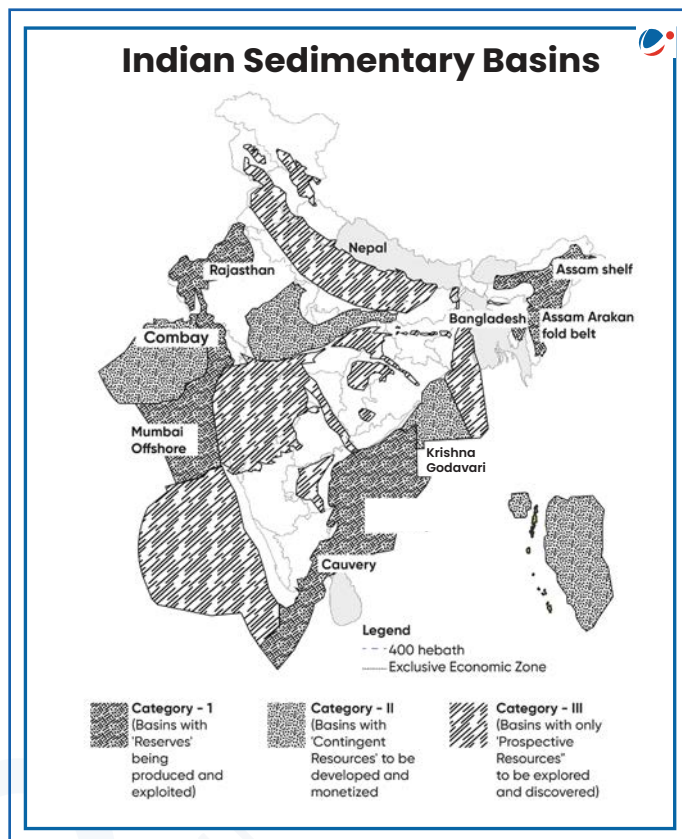 Indian Sedimentary Basins
Nepal
Rajasthan
Assam shelf
Bangladesh
Assam Arakan
fold belt
Combay
Mumbai
Offshore
Krishna
Godavari
Cauvery
Legend
400 hebath
Exclusive Economic Zone
Category - 1
(Basins with
'Reserves'
being
produced and
exploited)
Category - II
(Basins with
'Contingent
Resources' to be
developed and
monetized
Category - III
(Basins with only
'Prospective
Resources"
to be explored
and discovered)